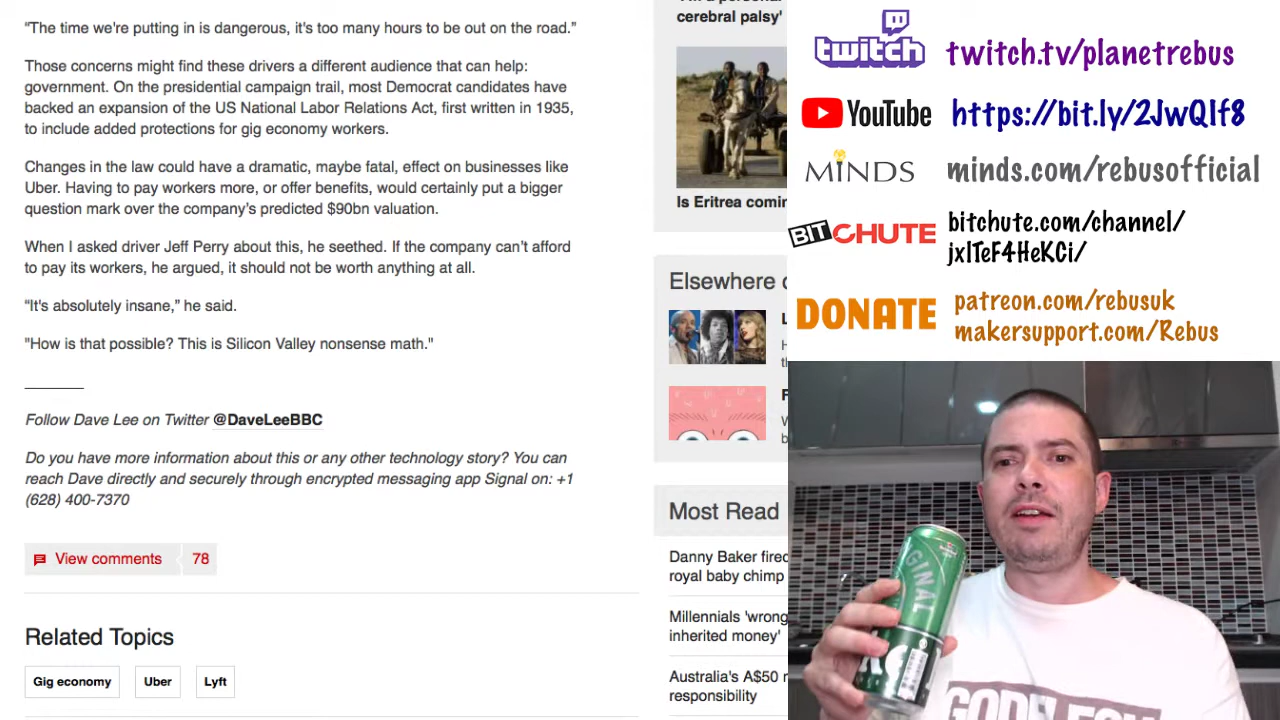 “The time we're putting in is dangerous, it's too many hours to be out on the road.”
Those concerns might find these drivers a different audience that can help:
government. On the presidential campaign trail, most Democrat candidates have
backed an expansion of the US National Labor Relations Act, first written in 1935,
to include added protections for gig economy workers.
Changes in the law could have a dramatic, maybe fatal, effect on businesses like
Uber. Having to pay workers more, or offer benefits, would certainly put a bigger
question mark over the company's predicted $90bn valuation.
When I asked driver Jeff Perry about this, he seethed. If the company can’t afford
to pay its workers, he argued, it should not be worth anything at all.
“It's absolutely insane,” he said.
"How is that possible? This is Silicon Valley nonsense math."
Follow Dave Lee on Twitter @DaveLeeBBC
Do you have more information about this or any other technology story? You can
reach Dave directly and securely through encrypted messaging app Signal on: +1
(628) 400-7370
View comments 78
Related Topics
Gig economy Uber Lyft
cerebral palsy'
Is Eritrea comin
Elsewhere
Most Read
Danny Baker fired
royal baby chimp
Millennials 'wrong
inherited money'
Australia's A$50
responsibility
twitch twitch.tv/planetrebus
YouTube https://bit.ly/2JwQIf8
MINDS minds.com/rebusofficial
BITCHUTE bitchute.com/channel/
jxITeF4HeKCi/
DONATE patreon.com/rebusuk
makersupport.com/Rebus
GINAL
GODFLESH